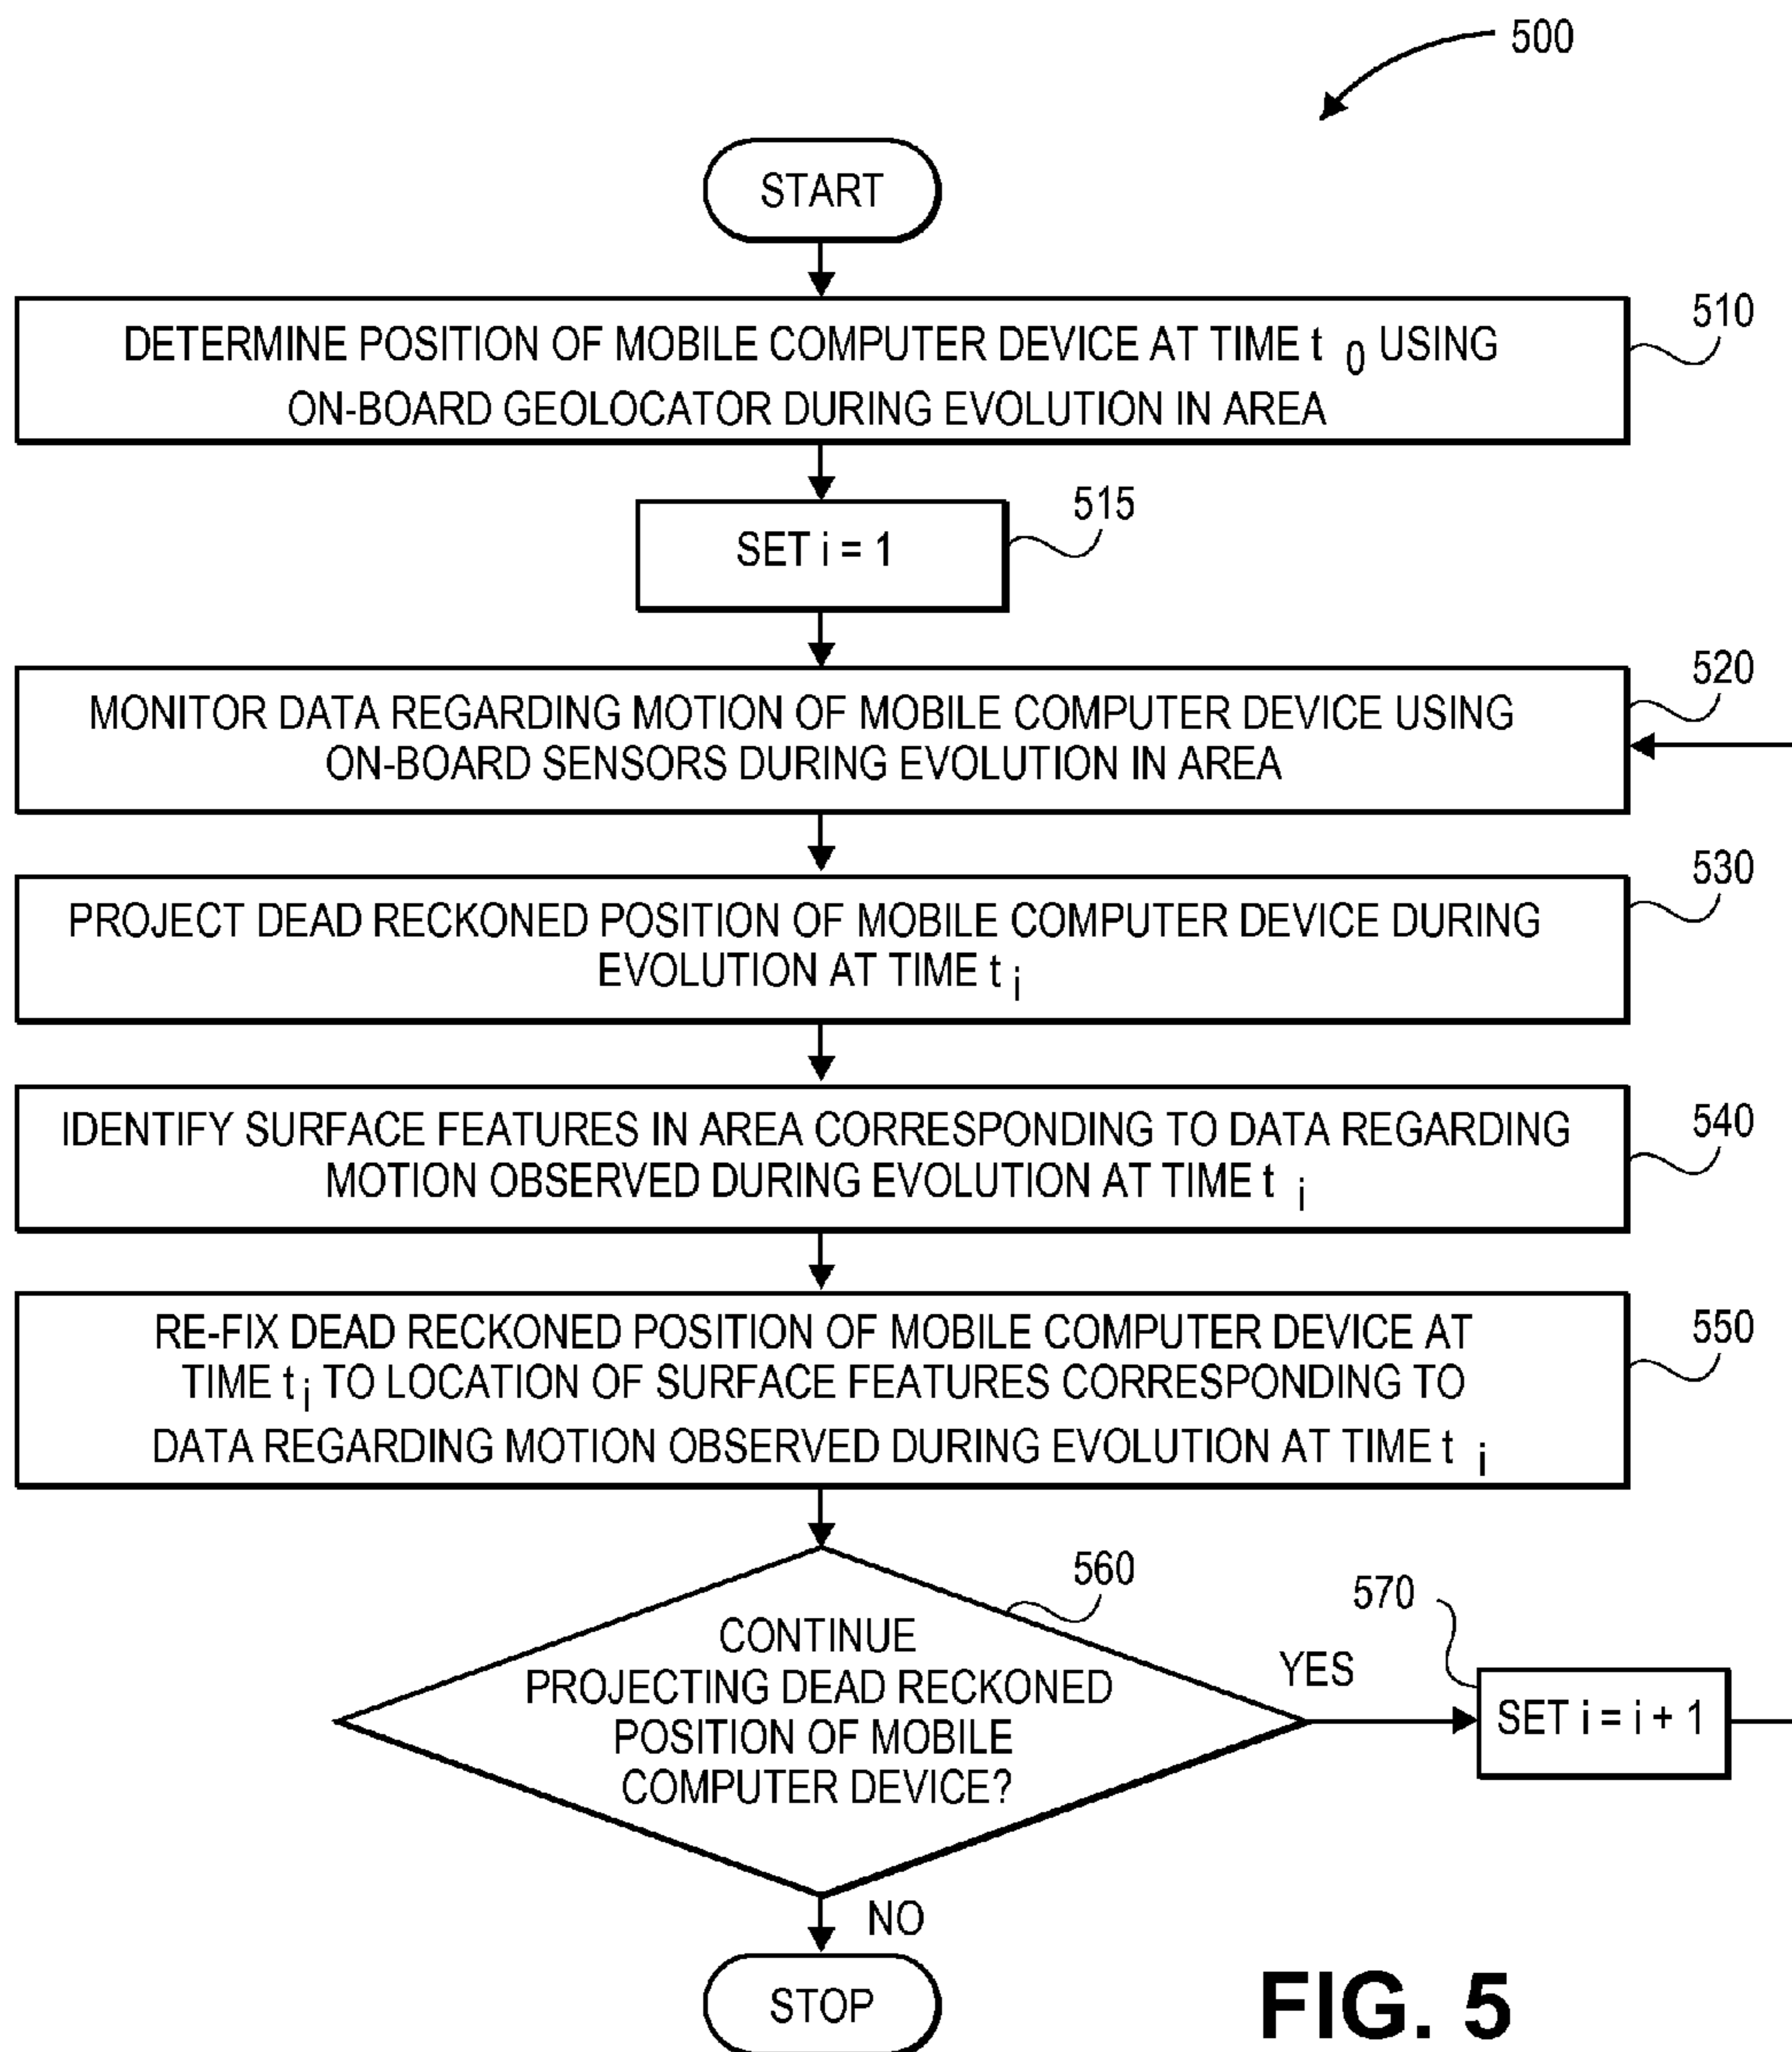 500
START
510
DETERMINE POSITION OF MOBILE COMPUTER DEVICE AT TIME t 0 USING
ON-BOARD GEOLOCATOR DURING EVOLUTION IN AREA
515
SET i = 1
520
MONITOR DATA REGARDING MOTION OF MOBILE COMPUTER DEVICE USING
ON-BOARD SENSORS DURING EVOLUTION IN AREA
530
PROJECT DEAD RECKONED POSITION OF MOBILE COMPUTER DEVICE DURING
EVOLUTION AT TIME t i
540
IDENTIFY SURFACE FEATURES IN AREA CORRESPONDING TO DATA REGARDING
MOTION OBSERVED DURING EVOLUTION AT TIME t i
550
RE-FIX DEAD RECKONED POSITION OF MOBILE COMPUTER DEVICE AT
TIME t i TO LOCATION OF SURFACE FEATURES CORRESPONDING TO
DATA REGARDING MOTION OBSERVED DURING EVOLUTION AT TIME t i
560
CONTINUE
PROJECTING DEAD RECKONED
POSITION OF MOBILE
COMPUTER DEVICE?
YES
570
SET i = i + 1
NO
STOP
FIG. 5